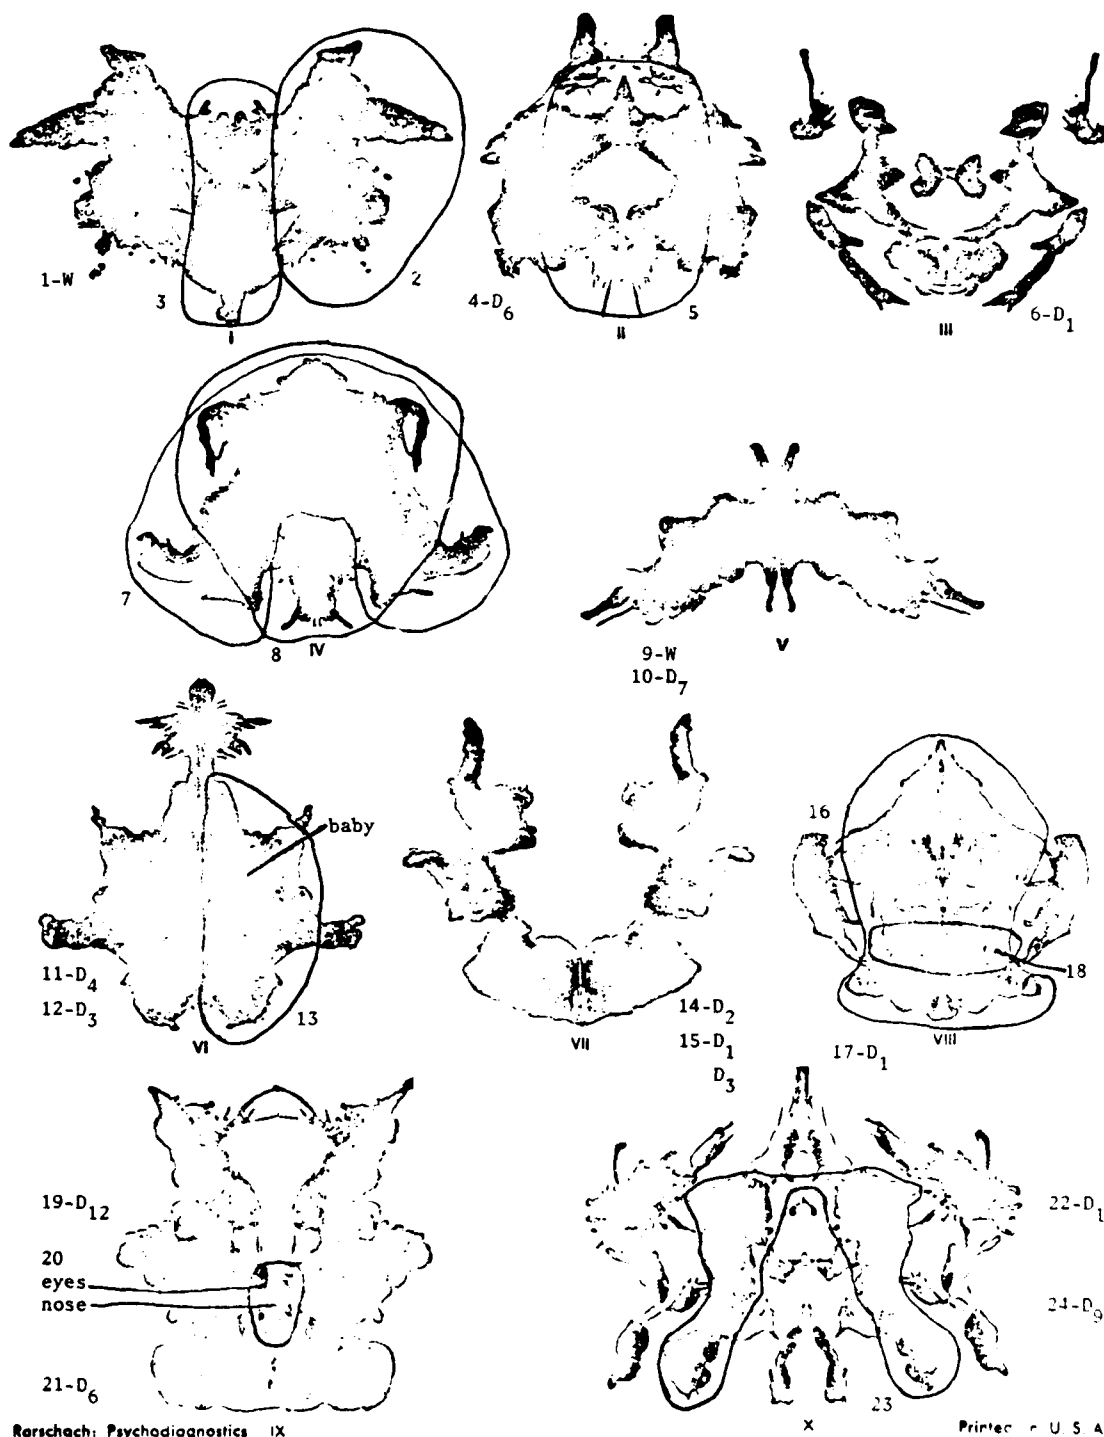 1-W
3
2
I
4-D6
5
II
6-D1
III
7
8
IV
9-W
10-D7
V
baby
11-D4
12-D3
13
VI
14-D2
15-D1
D3
VII
16
18
17-D1
VIII
19-D12
20
eyes
nose
21-D6
22-D1
24-D9
23
X
Rorschach: Psychodiagnostics IX
Printed in U. S. A